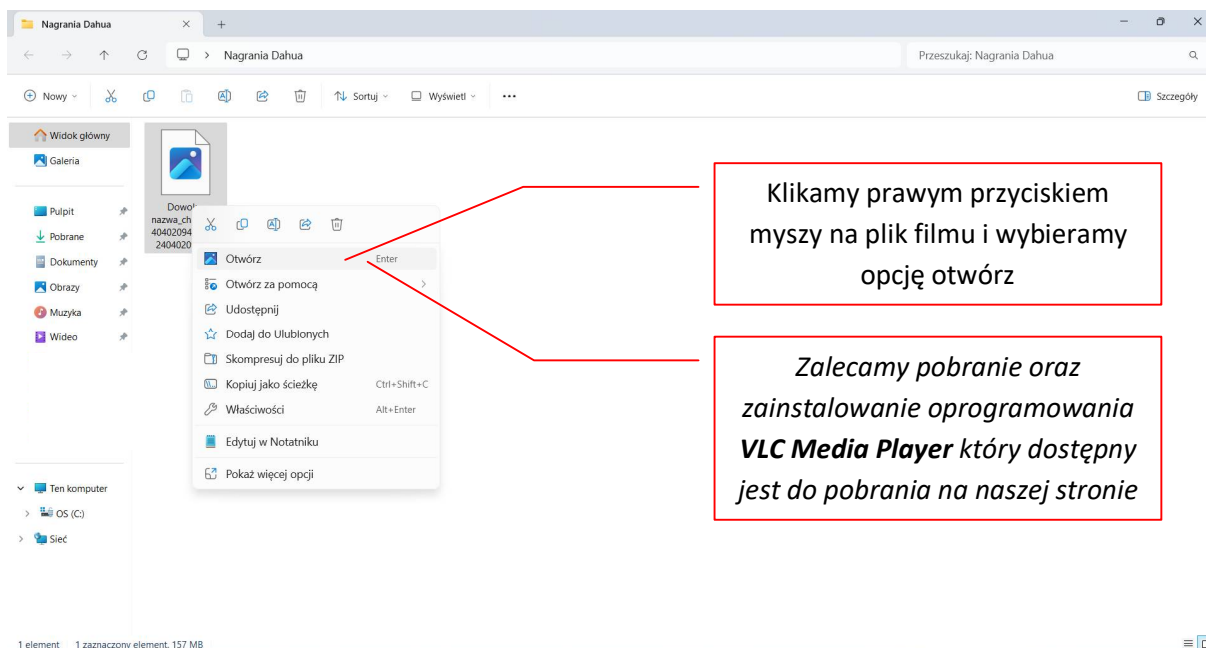 Nagrania Dahua
Nagrania Dahua
Przeszukaj: Nagrania Dahua
Nowy
Sortuj
Wyświetl
Szczegóły
Widok główny
Galeria
Pulpit
Pobrane
Dokumenty
Obrazy
Muzyka
Wideo
Ten komputer
OS (C:)
Sieć
nazwa_ch
40402094
240402
Otwórz Enter
Otwórz za pomocą
Udostępnij
Dodaj do Ulubionych
Skompresuj do pliku ZIP
Kopiuj jako ścieżkę Ctrl+Shift+C
Właściwości Alt+Enter
Edytuj w Notatniku
Pokaż więcej opcji
Klikamy prawym przyciskiem
myszy na plik filmu i wybieramy
opcję otwórz
Zalecamy pobranie oraz
zainstalowanie oprogramowania
VLC Media Player który dostępny
jest do pobrania na naszej stronie
1 element 1 zaznaczony element. 157 MB